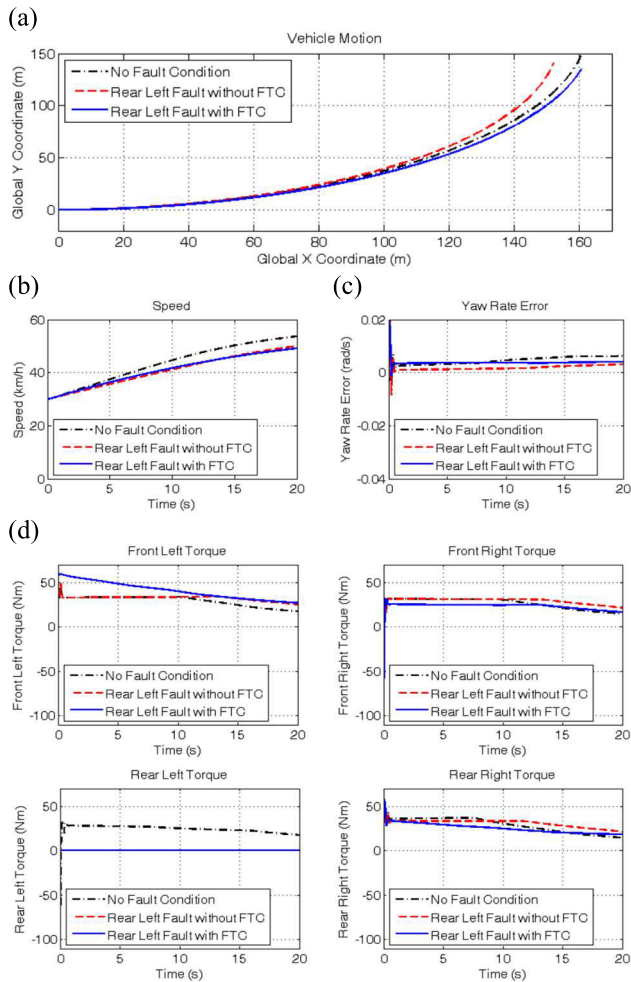 (a)
Vehicle Motion
Global Y Coordinate (m)
150
100
50
0
No Fault Condition
Rear Left Fault without FTC
Rear Left Fault with FTC
0 20 40 60 80 100 120 140 160
Global X Coordinate (m)
(b)
Speed
Speed (km/h)
60
40
20
0
No Fault Condition
Rear Left Fault without FTC
Rear Left Fault with FTC
0 5 10 15 20
Time (s)
(c)
Yaw Rate Error
Yaw Rate Error (rad/s)
0.02
0
-0.02
-0.04
No Fault Condition
Rear Left Fault without FTC
Rear Left Fault with FTC
0 5 10 15 20
Time (s)
(d)
Front Left Torque
Front Left Torque (Nm)
50
0
-50
-100
No Fault Condition
Rear Left Fault without FTC
Rear Left Fault with FTC
0 5 10 15 20
Time (s)
Front Right Torque
Front Right Torque (Nm)
50
0
-50
-100
No Fault Condition
Rear Left Fault without FTC
Rear Left Fault with FTC
0 5 10 15 20
Time (s)
Rear Left Torque
Rear Left Torque (Nm)
50
0
-50
-100
No Fault Condition
Rear Left Fault without FTC
Rear Left Fault with FTC
0 5 10 15 20
Time (s)
Rear Right Torque
Rear Right Torque (Nm)
50
0
-50
-100
No Fault Condition
Rear Left Fault without FTC
Rear Left Fault with FTC
0 5 10 15 20
Time (s)